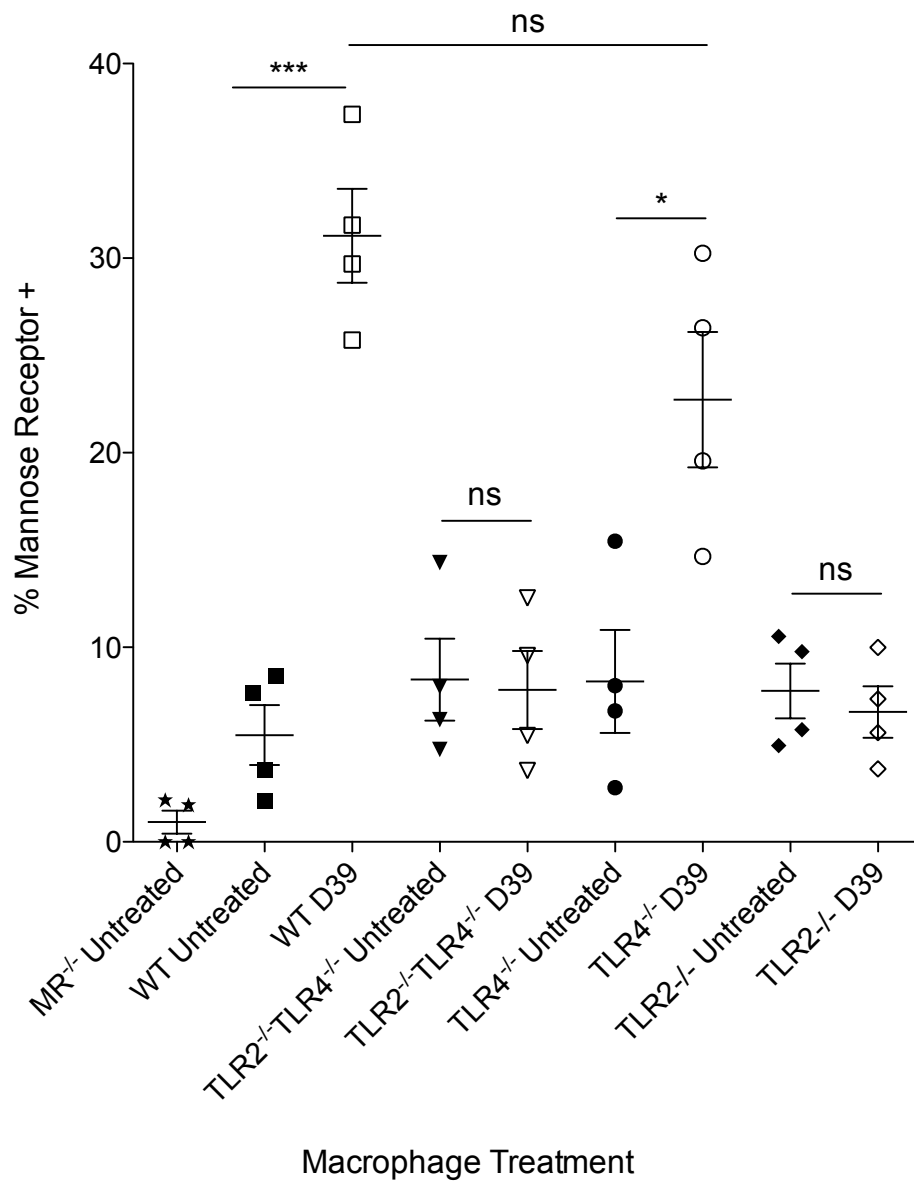 ns
40
***
*
30
% Mannose Receptor +
20
ns
ns
10
0
MR⁻/⁻ Untreated
WT Untreated
WT D39
TLR2⁻/⁻TLR4⁻/⁻ Untreated
TLR2⁻/⁻TLR4⁻/⁻ D39
TLR4⁻/⁻ Untreated
TLR4⁻/⁻ D39
TLR2-/- Untreated
TLR2-/- D39
Macrophage Treatment